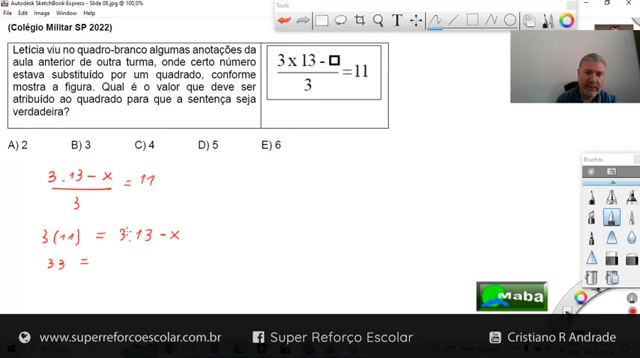 Autodesk SketchBook Express - Slide 08.jpg @ 100,0%
File Edit Image Window Help
(Colégio Militar SP 2022)
Letícia viu no quadro-branco algumas anotações da
aula anterior de outra turma, onde certo número
estava substituído por um quadrado, conforme
mostra a figura. Qual é o valor que deve ser
atribuído ao quadrado para que a sentença seja
verdadeira?
3 x 13 - □
3
=11
A) 2 B) 3 C) 4 D) 5 E) 6
3 . 13 - x
3
= 11
3(11) = 3.13 - x
33 =
Tools
Brushes
Maba
www.superreforcoescolar.com.br
Super Reforço Escolar
Cristiano R Andrade